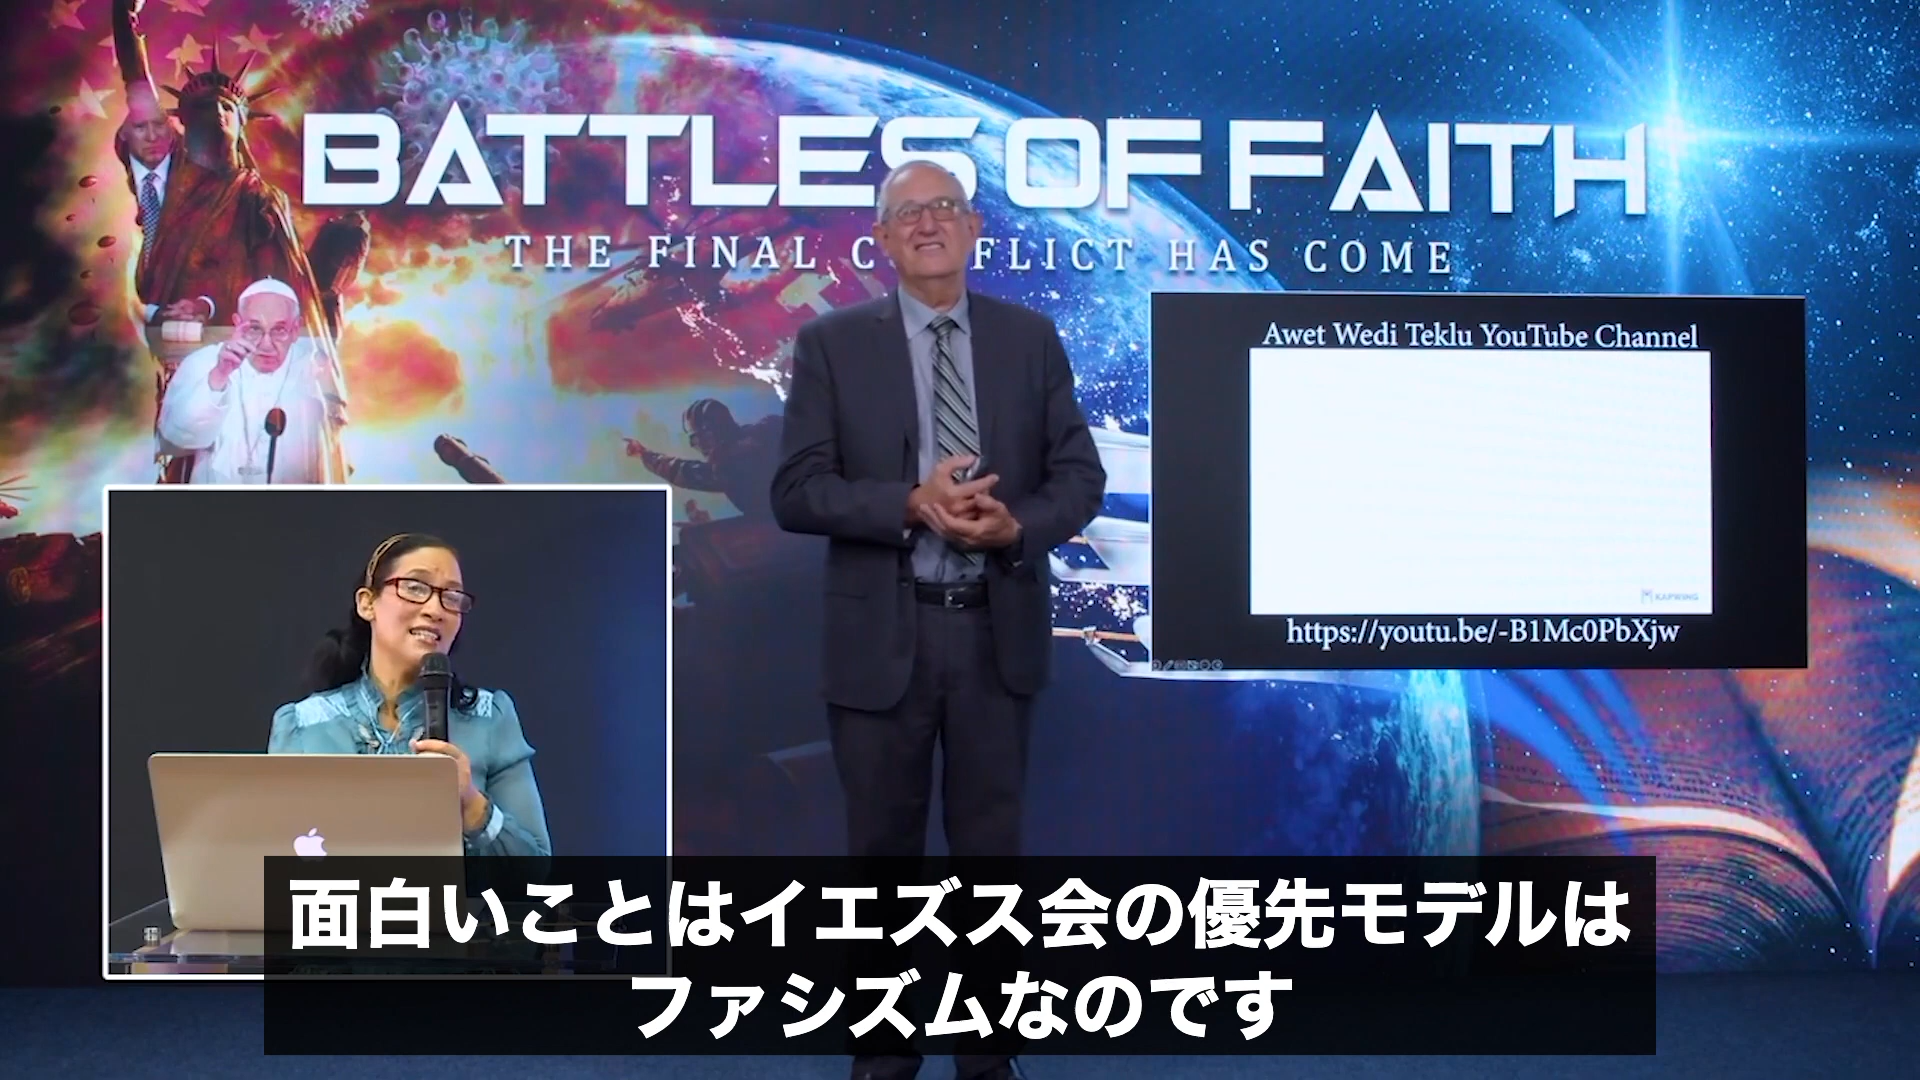 BATTLES OF FAITH
THE FINAL CONFLICT HAS COME
Awet Wedi Teklu YouTube Channel
KAPWING
https://youtu.be/-B1Mc0PbXjw
面白いことはイエズス会の優先モデルは
ファシズムなのです